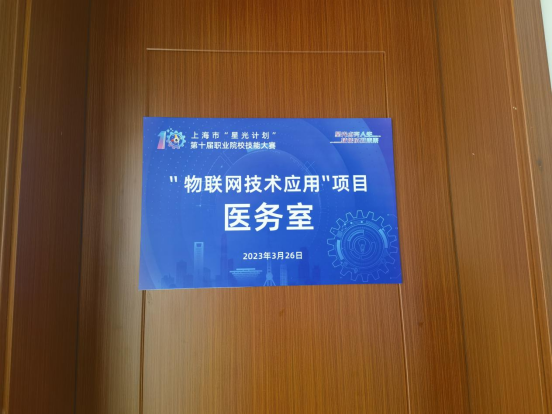 上海市“星光计划”
第十届职业院校技能大赛
“物联网技术应用”项目
医务室
2023年3月26日